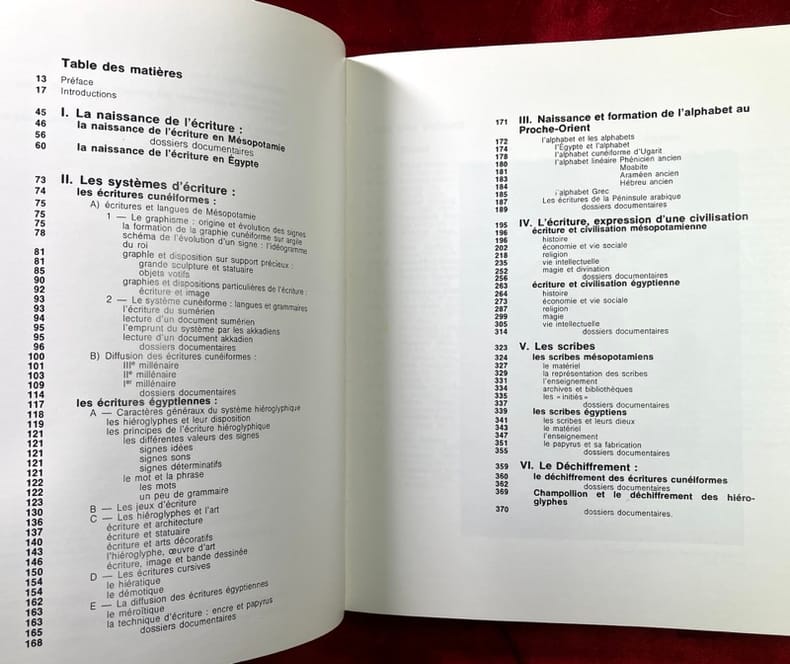 Table des matières
13 Préface
17 Introductions
45 I. La naissance de l'écriture :
46 la naissance de l'écriture en Mésopotamie
56 dossiers documentaires
60 la naissance de l'écriture en Égypte
73 II. Les systèmes d'écriture :
74 les écritures cunéiformes :
75 A) écritures et langues de Mésopotamie
75 1 — Le graphisme : origine et évolution des signes
75 la formation de la graphie cunéiforme sur argile
78 schéma de l'évolution d'un signe : l'idéogramme
du roi
81 graphie et disposition sur support précieux :
81 grande sculpture et statuaire
85 objets votifs
90 graphies et dispositions particulières de l'écriture :
92 écriture et image
93 2 — Le système cunéiforme : langues et grammaires
93 l'écriture du sumérien
94 lecture d'un document sumérien
95 l'emprunt du système par les akkadiens
95 lecture d'un document akkadien
96 dossiers documentaires
100 B) Diffusion des écritures cunéiformes :
101 IIIe millénaire
103 IIe millénaire
109 Ier millénaire
114 dossiers documentaires
117 les écritures égyptiennes :
118 A — Caractères généraux du système hiéroglyphique
119 les hiéroglyphes et leur disposition
121 les principes de l'écriture hiéroglyphique
121 les différentes valeurs des signes
121 signes idées
121 signes sons
121 signes déterminatifs
122 le mot et la phrase
122 les mots
123 un peu de grammaire
130 B — Les jeux d'écriture
136 C — Les hiéroglyphes et l'art
137 écriture et architecture
140 écriture et statuaire
143 écriture et arts décoratifs
146 l'hiéroglyphe, œuvre d'art
150 écriture, image et bande dessinée
154 D — Les écritures cursives
154 le hiératique
162 le démotique
163 E — La diffusion des écritures égyptiennes
163 le méroïtique
165 la technique d'écriture : encre et papyrus
168 dossiers documentaires
171 III. Naissance et formation de l'alphabet au
Proche-Orient
172 l'alphabet et les alphabets
174 l'Égypte et l'alphabet
178 l'alphabet cunéiforme d'Ugarit
180 l'alphabet linéaire Phénicien ancien
181 Moabite
183 Araméen ancien
184 Hébreu ancien
185 l'alphabet Grec
187 Les écritures de la Péninsule arabique
189 dossiers documentaires
195 IV. L'écriture, expression d'une civilisation
196 écriture et civilisation mésopotamienne
196 histoire
202 économie et vie sociale
218 religion
235 vie intellectuelle
252 magie et divination
256 dossiers documentaires
263 écriture et civilisation égyptienne
264 histoire
273 économie et vie sociale
287 religion
299 magie
305 vie intellectuelle
314 dossiers documentaires
323 V. Les scribes
324 les scribes mésopotamiens
327 le matériel
329 la représentation des scribes
331 l'enseignement
334 archives et bibliothèques
335 les « initiés »
337 dossiers documentaires
339 les scribes égyptiens
341 les scribes et leurs dieux
343 le matériel
347 l'enseignement
351 le papyrus et sa fabrication
355 dossiers documentaires
359 VI. Le Déchiffrement :
360 le déchiffrement des écritures cunéiformes
362 dossiers documentaires
369 Champollion et le déchiffrement des hiéro-
glyphes
370 dossiers documentaires.